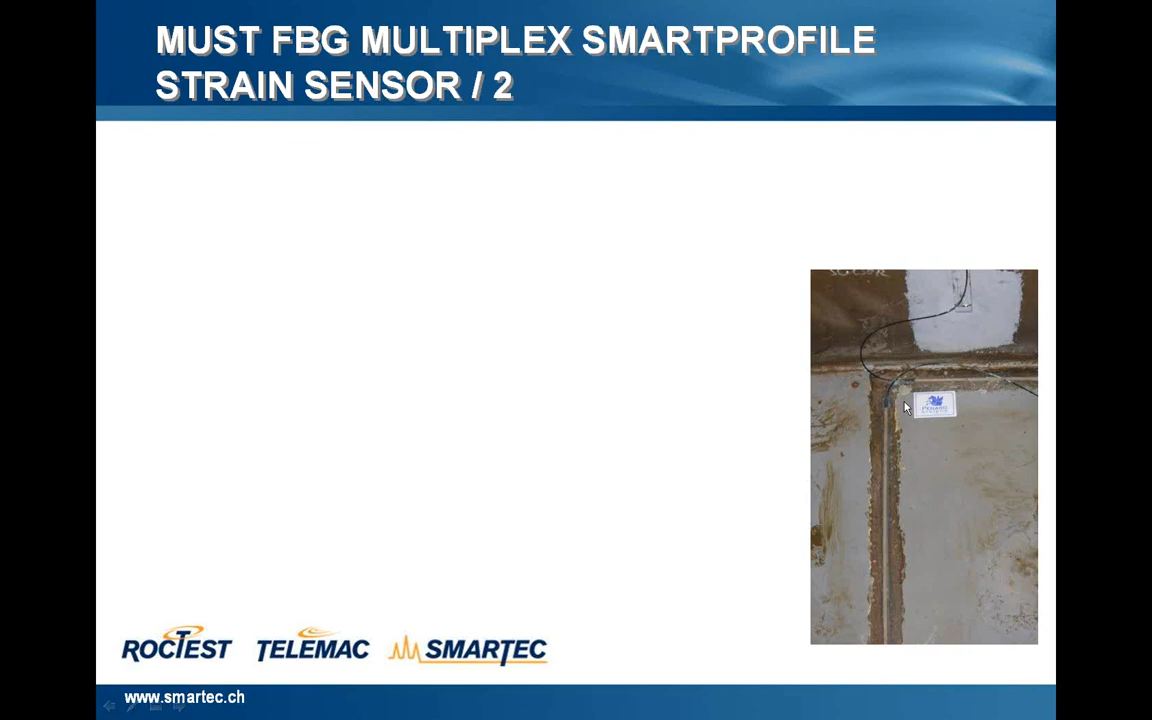 MUST FBG MULTIPLEX SMARTPROFILE
STRAIN SENSOR / 2
ROCTEST
TELEMAC
SMARTEC
www.smartec.ch